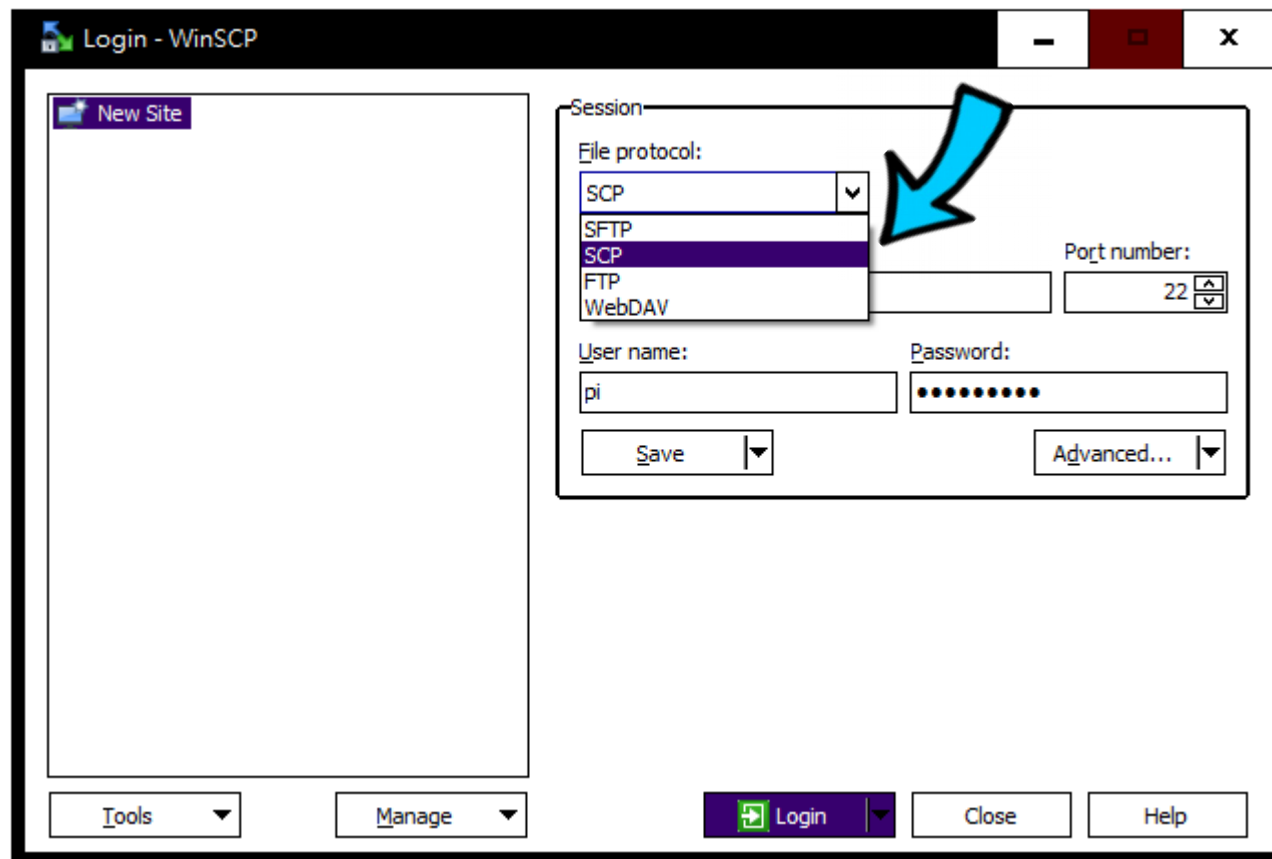 Login - WinSCP
New Site
Session
File protocol:
SCP
SFTP
SCP
FTP
WebDAV
Port number:
22
User name:
Password:
pi
•••••••••
Save
Advanced...
Tools
Manage
Login
Close
Help